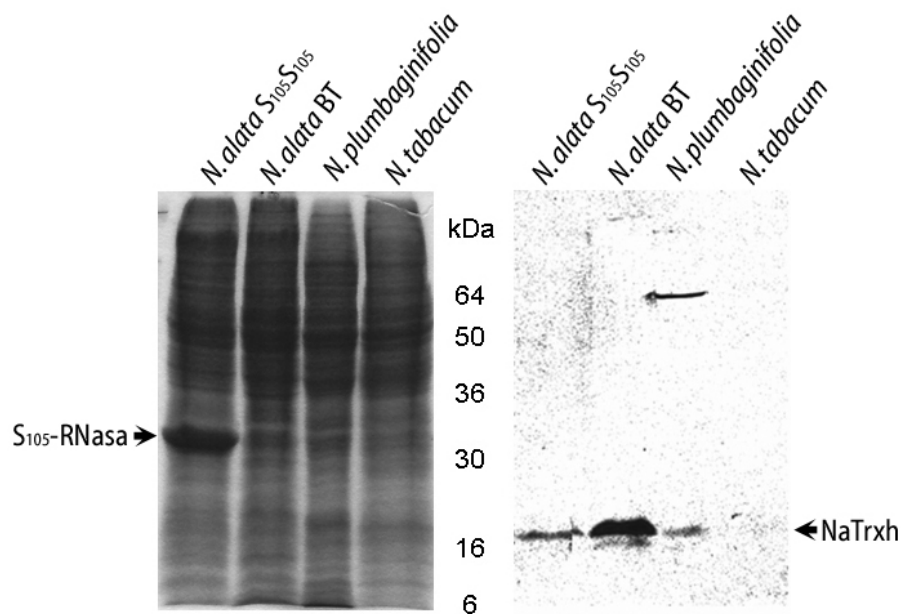 N. alata S₁₀₅S₁₀₅
N. alata BT
N. plumbaginifolia
N. tabacum
N. alata S₁₀₅S₁₀₅
N. alata BT
N. plumbaginifolia
N. tabacum
kDa
64
50
36
S₁₀₅-RNasa
30
NaTrxh
16
6